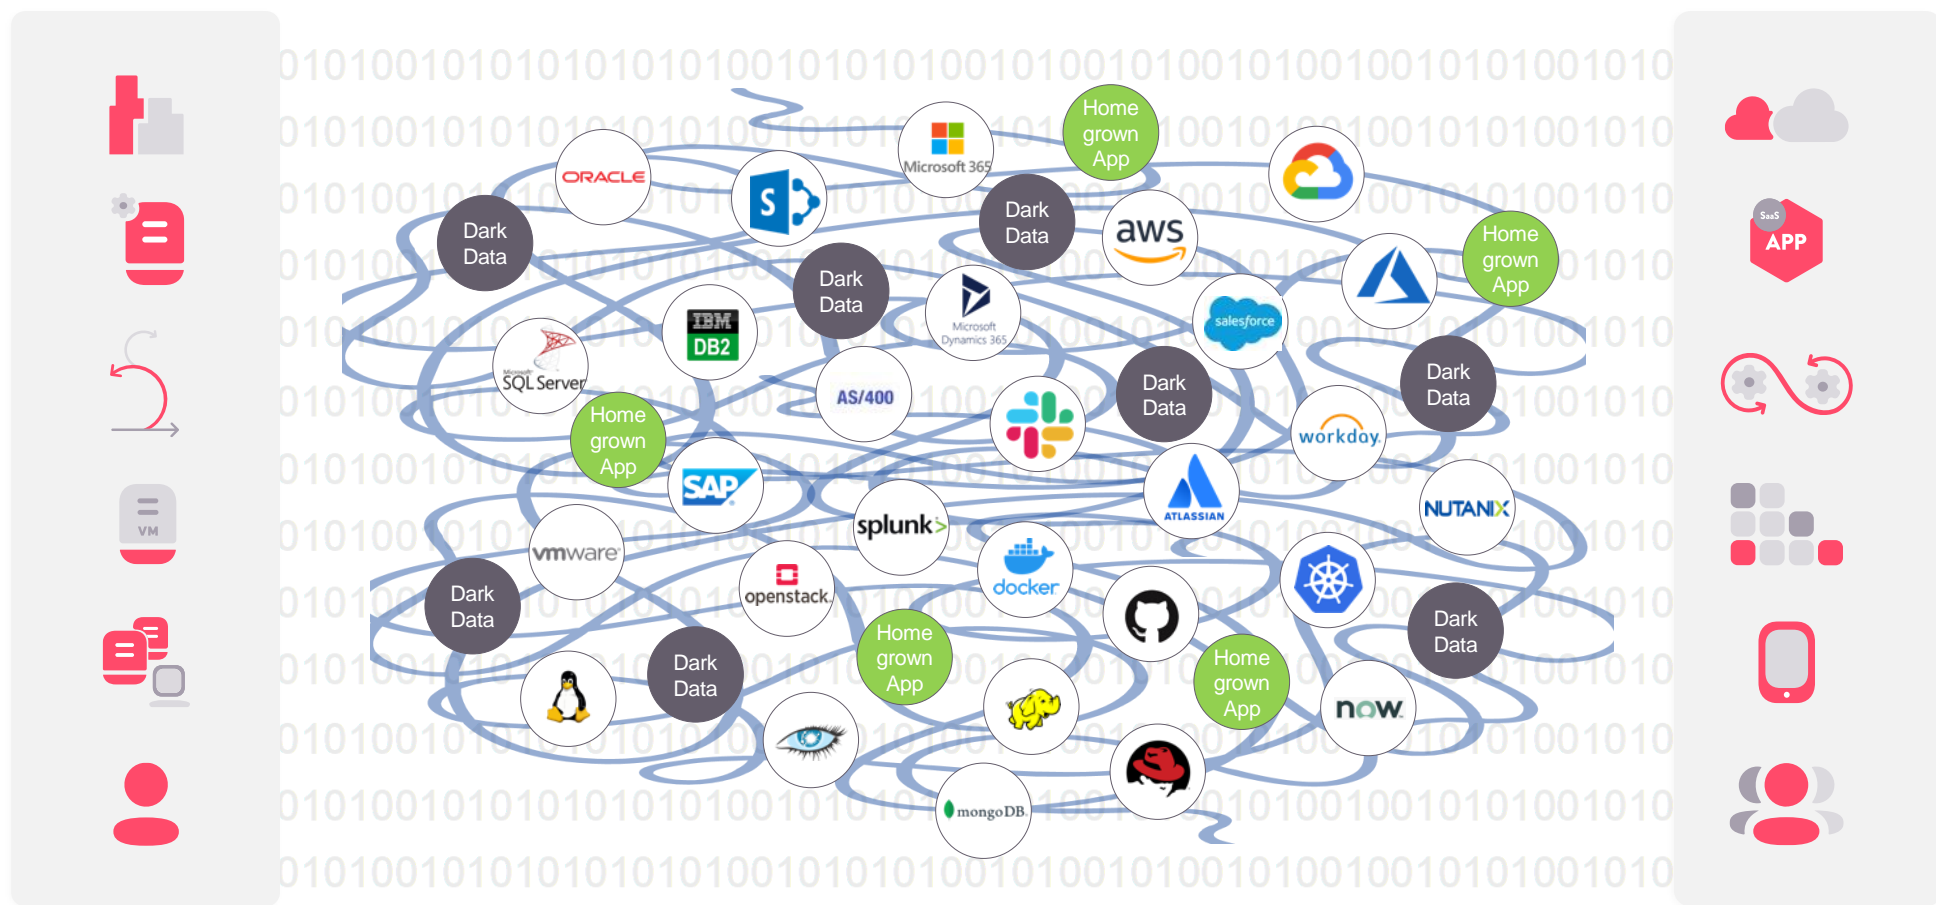 Home
grown
App
Microsoft 365
ORACLE
S
Dark
Data
aws
Dark
Data
Home
grown
App
SaaS
APP
Dark
Data
Microsoft
Dynamics 365
salesforce
IBM
DB2
Microsoft
SQL Server
AS/400
Dark
Data
Dark
Data
Home
grown
App
workday.
SAP
ATLASSIAN
NUTANIX
splunk>
VM
vmware
openstack.
docker
Dark
Data
Home
grown
App
Dark
Data
Dark
Data
Home
grown
App
now
mongoDB